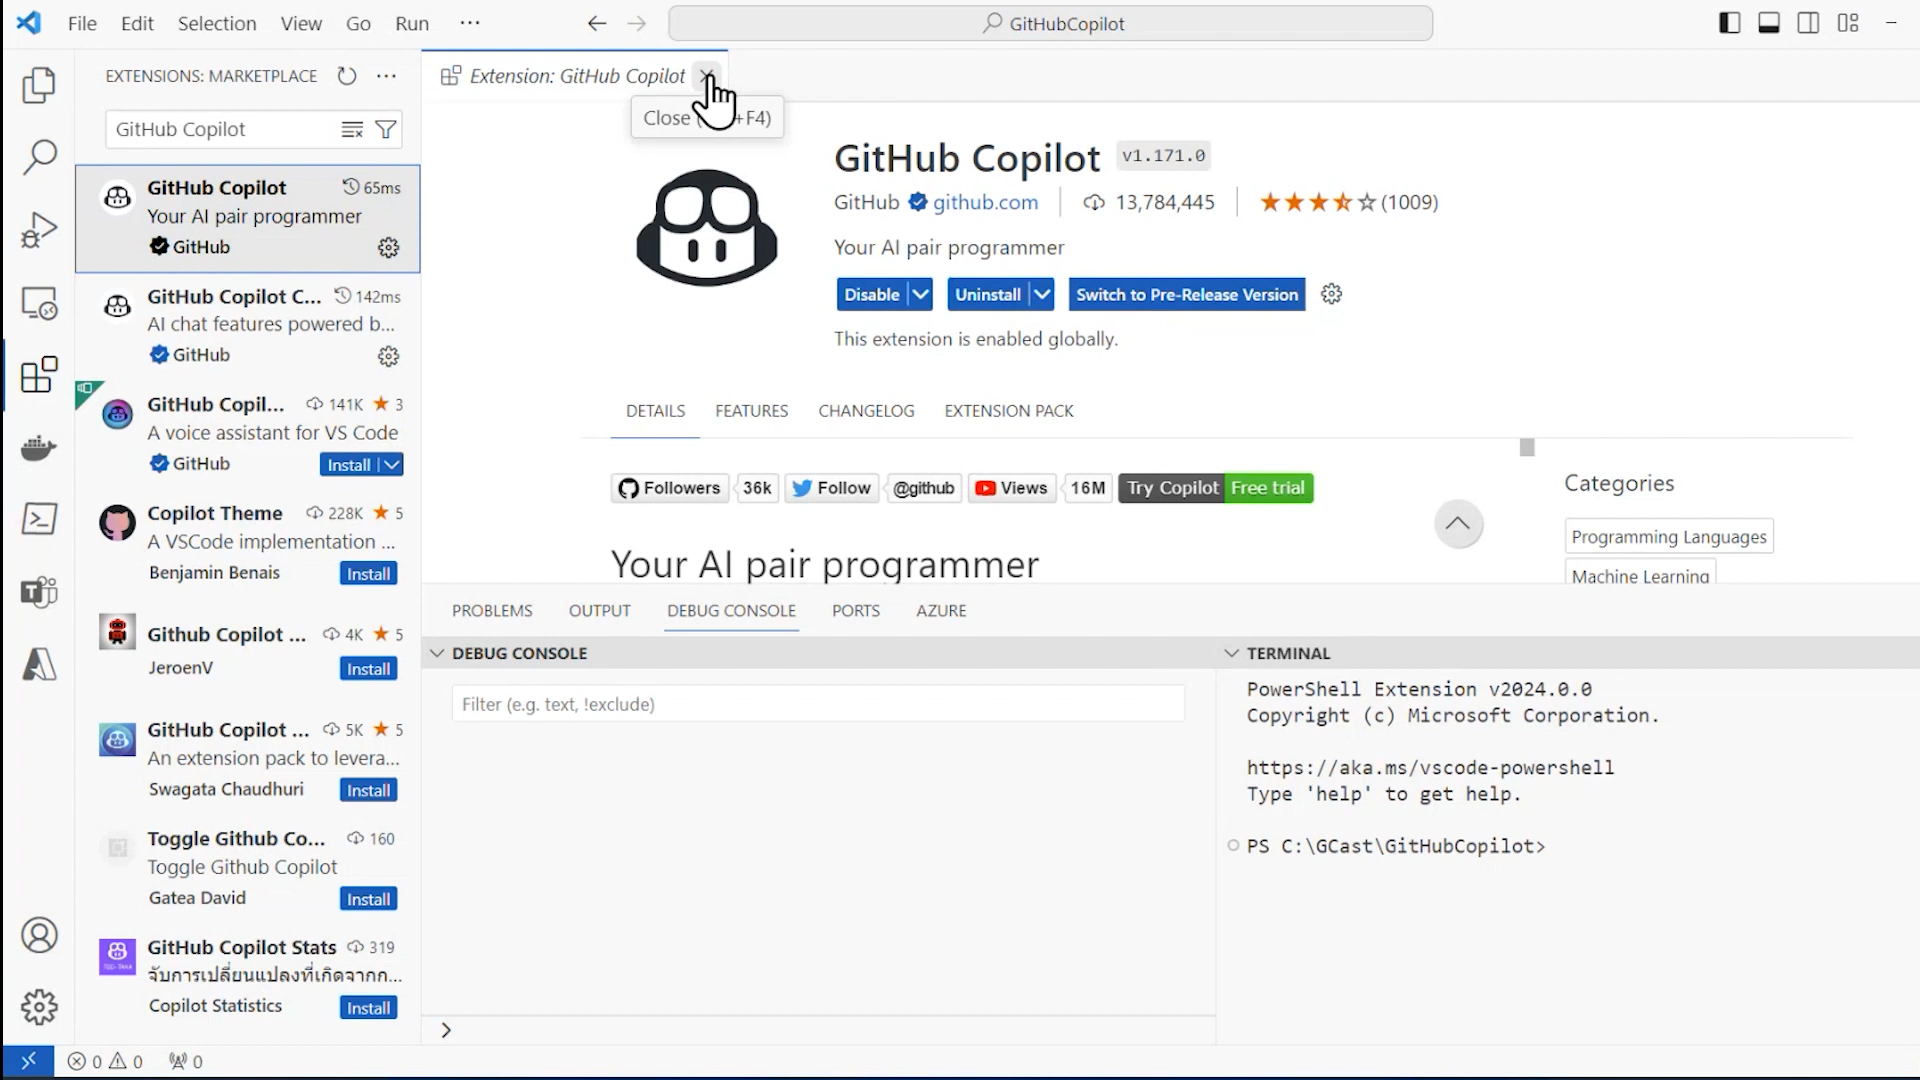 File Edit Selection View Go Run ···
GitHubCopilot
EXTENSIONS: MARKETPLACE
GitHub Copilot
GitHub Copilot 65ms
Your AI pair programmer
GitHub
GitHub Copilot C... 142ms
AI chat features powered b...
GitHub
GitHub Copil... 141K 3
A voice assistant for VS Code
GitHub Install
Copilot Theme 228K 5
A VSCode implementation ...
Benjamin Benais Install
Github Copilot ... 4K 5
JeroenV Install
GitHub Copilot ... 5K 5
An extension pack to levera...
Swagata Chaudhuri Install
Toggle Github Co... 160
Toggle Github Copilot
Gatea David Install
GitHub Copilot Stats 319
จับการเปลี่ยนแปลงที่เกิดจากก...
Copilot Statistics Install
Extension: GitHub Copilot
Close +F4)
GitHub Copilot v1.171.0
GitHub github.com 13,784,445 (1009)
Your AI pair programmer
Disable Uninstall Switch to Pre-Release Version
This extension is enabled globally.
DETAILS FEATURES CHANGELOG EXTENSION PACK
Followers 36k Follow @github Views 16M Try Copilot Free trial
Your AI pair programmer
Categories
Programming Languages
Machine Learning
PROBLEMS OUTPUT DEBUG CONSOLE PORTS AZURE
DEBUG CONSOLE
Filter (e.g. text, !exclude)
TERMINAL
PowerShell Extension v2024.0.0
Copyright (c) Microsoft Corporation.
https://aka.ms/vscode-powershell
Type 'help' to get help.
PS C:\GCast\GitHubCopilot>
0 0 0